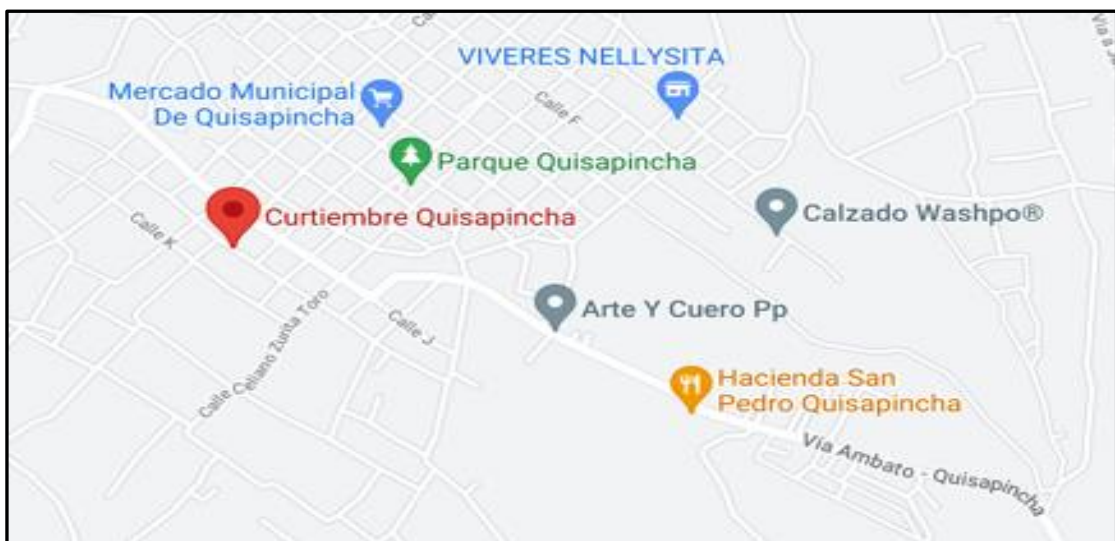 VIVERES NELLYSITA
Mercado Municipal
De Quisapincha
Calle F
Parque Quisapincha
Curtiembre Quisapincha
Calle K
Calzado Washpo®
Arte Y Cuero Pp
Calle J
Calle Celiano Zurita Toro
Hacienda San
Pedro Quisapincha
Vía Ambato - Quisapincha